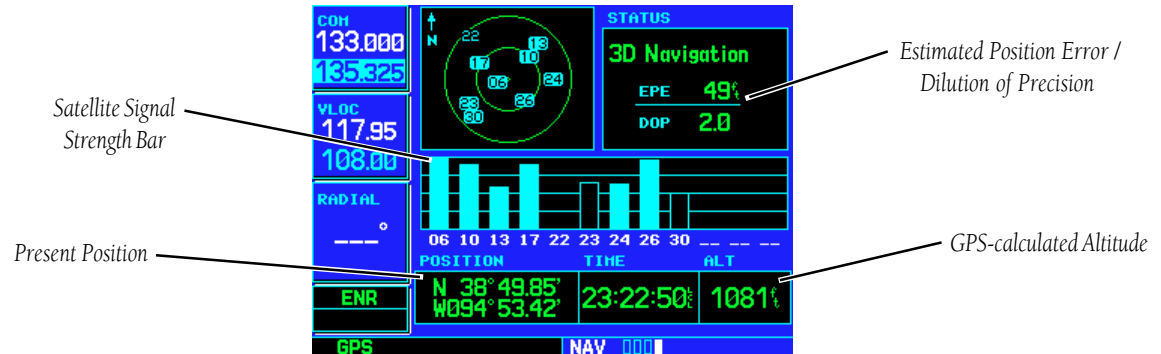 COM
133.000
135.325
VLOC
117.95
108.00
RADIAL
___°
ENR
GPS
N
22
13
10
17
06
24
26
23
30
STATUS
3D Navigation
EPE 49ft
DOP 2.0
06 10 13 17 22 23 24 26 30 __ __ __
POSITION TIME ALT
N 38°49.85'
W094°53.42'
23:22:50
1081ft
NAV
Satellite Signal
Strength Bar
Present Position
Estimated Position Error /
Dilution of Precision
GPS-calculated Altitude